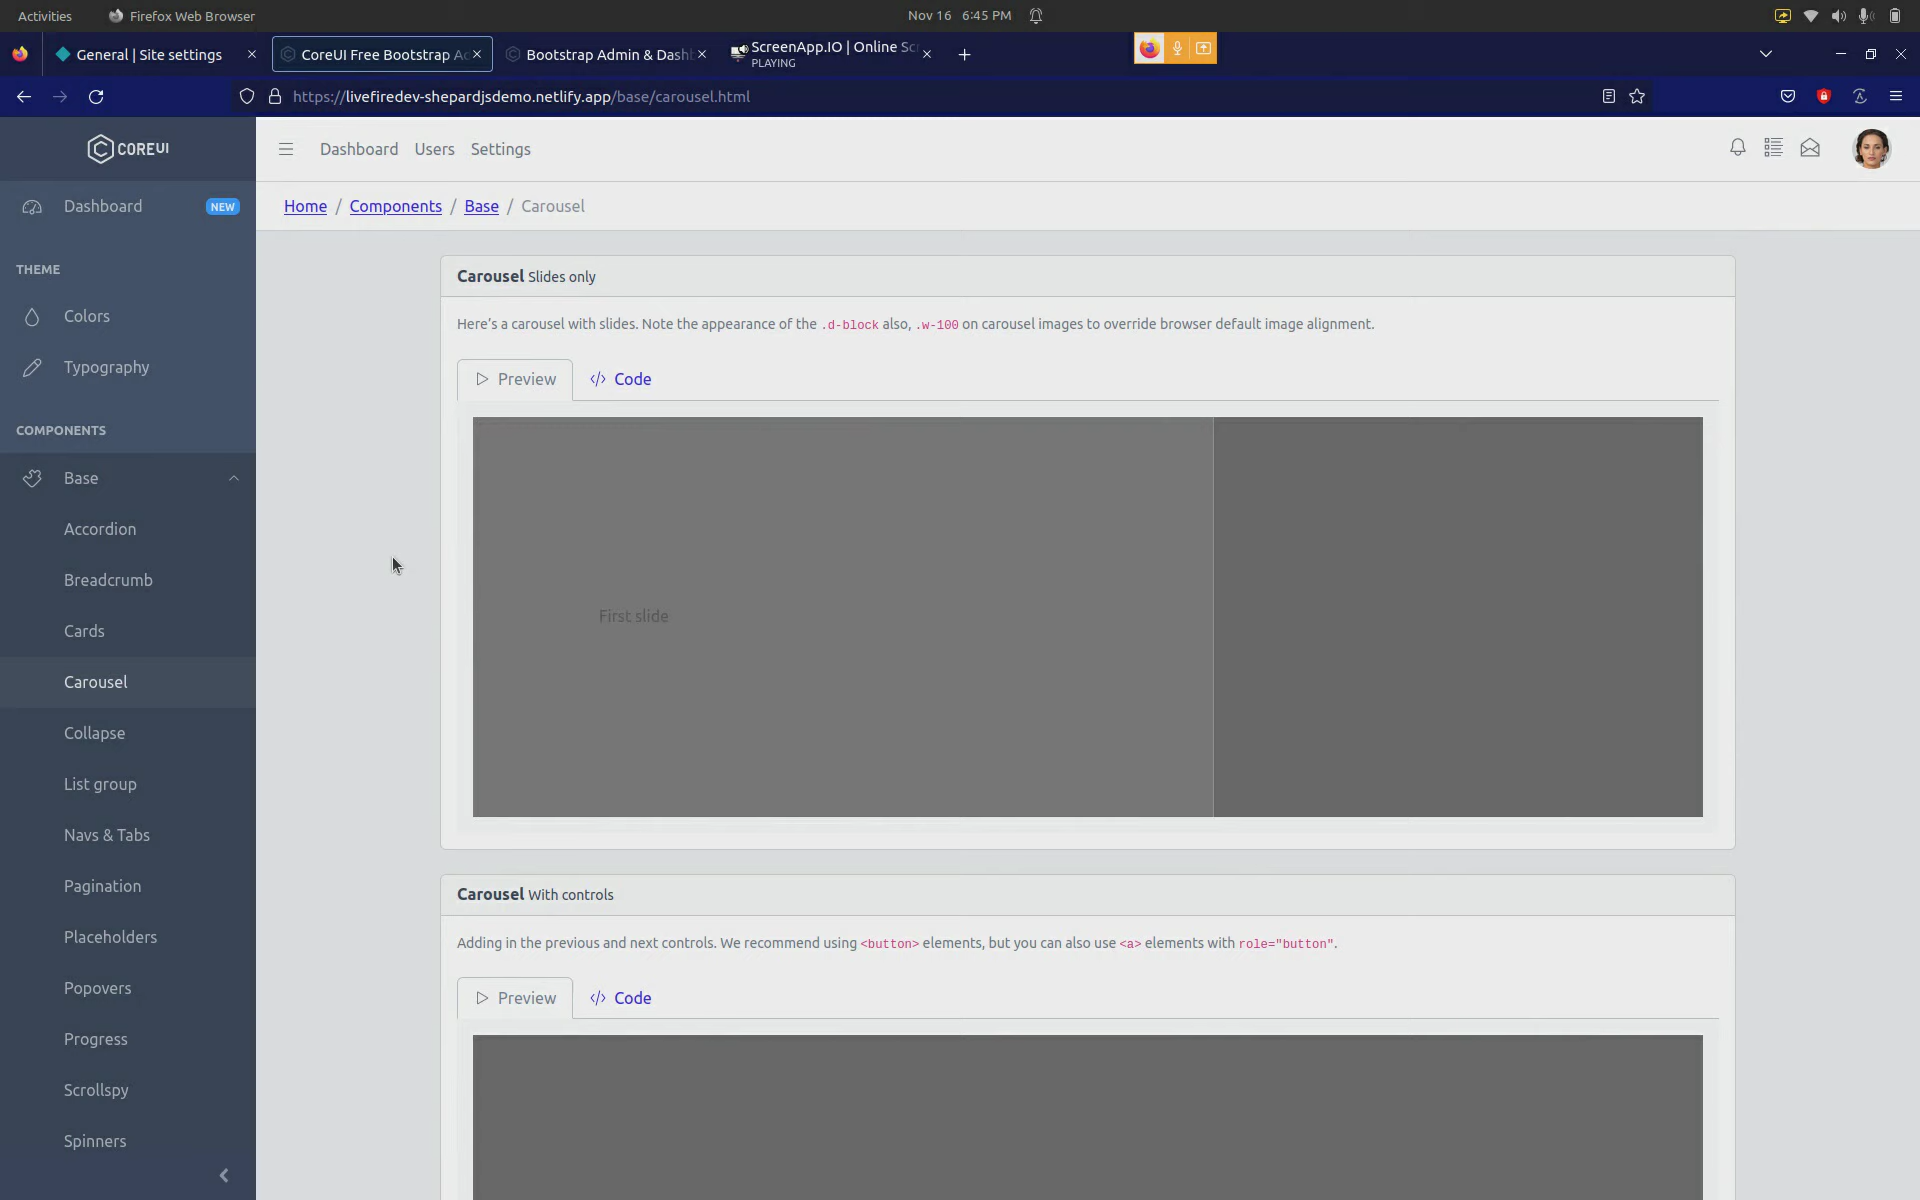 Activities
Firefox Web Browser
Nov 16 6:45 PM
General | Site settings
CoreUI Free Bootstrap Ac
Bootstrap Admin & Dash
ScreenApp.IO | Online Scr
PLAYING
https://livefiredev-shepardjsdemo.netlify.app/base/carousel.html
COREUI
Dashboard Users Settings
Dashboard NEW
Home / Components / Base / Carousel
THEME
Colors
Typography
COMPONENTS
Base
Accordion
Breadcrumb
Cards
Carousel
Collapse
List group
Navs & Tabs
Pagination
Placeholders
Popovers
Progress
Scrollspy
Spinners
Carousel Slides only
Here's a carousel with slides. Note the appearance of the .d-block also, .w-100 on carousel images to override browser default image alignment.
Preview </> Code
First slide
Carousel With controls
Adding in the previous and next controls. We recommend using <button> elements, but you can also use <a> elements with role="button".
Preview </> Code